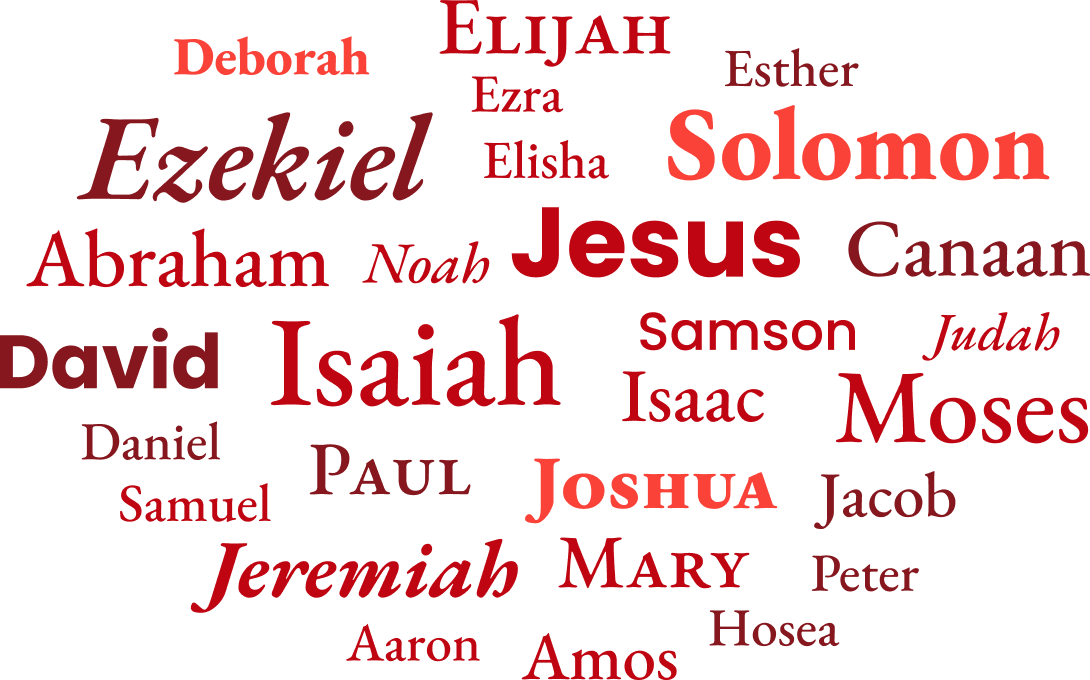 Elijah
Deborah
Esther
Ezra
Ezekiel
Elisha
Solomon
Abraham
Noah
Jesus
Canaan
David
Isaiah
Samson
Judah
Isaac
Moses
Daniel
Paul
Samuel
Joshua
Jacob
Jeremiah
Mary
Peter
Aaron
Amos
Hosea